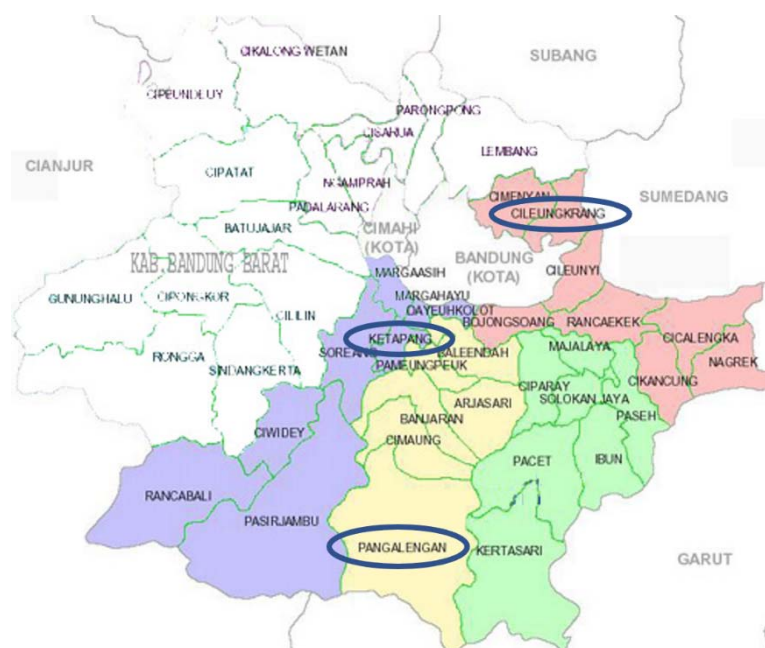 CIKALONG WETAN
SUBANG
CIPEUNDEUY
PARONGPONG
CISARUA
LEMBANG
CIANJUR
CIPATAT
NGAMPRAH
CIMENYAN
SUMEDANG
PADALARANG
CILEUNGKRANG
BATUJAJAR
CIMAHI
(KOTA)
BANDUNG
(KOTA)
KAB.BANDUNG BARAT
MARGAASIH
CILEUNYI
GUNUNGHALU
CIPONGKOR
CILILIN
MARGAHAYU
DAYEUHKOLOT
BOJONGSOANG
RANCAEKEK
CICALENGKA
KETAPANG
SOREANG
BALEENDAH
MAJALAYA
NAGREK
RONGGA
SINDANGKERTA
PAMEUNGPEUK
CIPARAY
CIKANCUNG
SOLOKAN JAYA
ARJASARI
BANJARAN
PASEH
CIWIDEY
CIMAUNG
PACET
IBUN
RANCABALI
PASIRJAMBU
PANGALENGAN
KERTASARI
GARUT